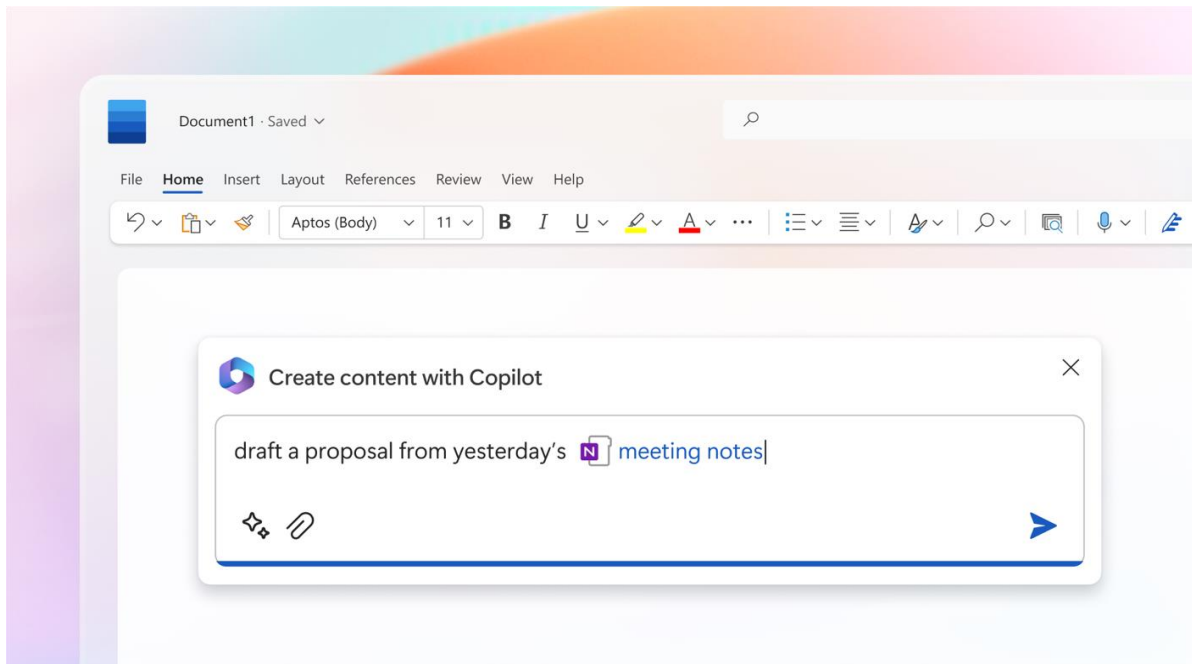 Document1 · Saved
File Home Insert Layout References Review View Help
Aptos (Body) 11 B I U A A
Create content with Copilot
draft a proposal from yesterday's N meeting notes